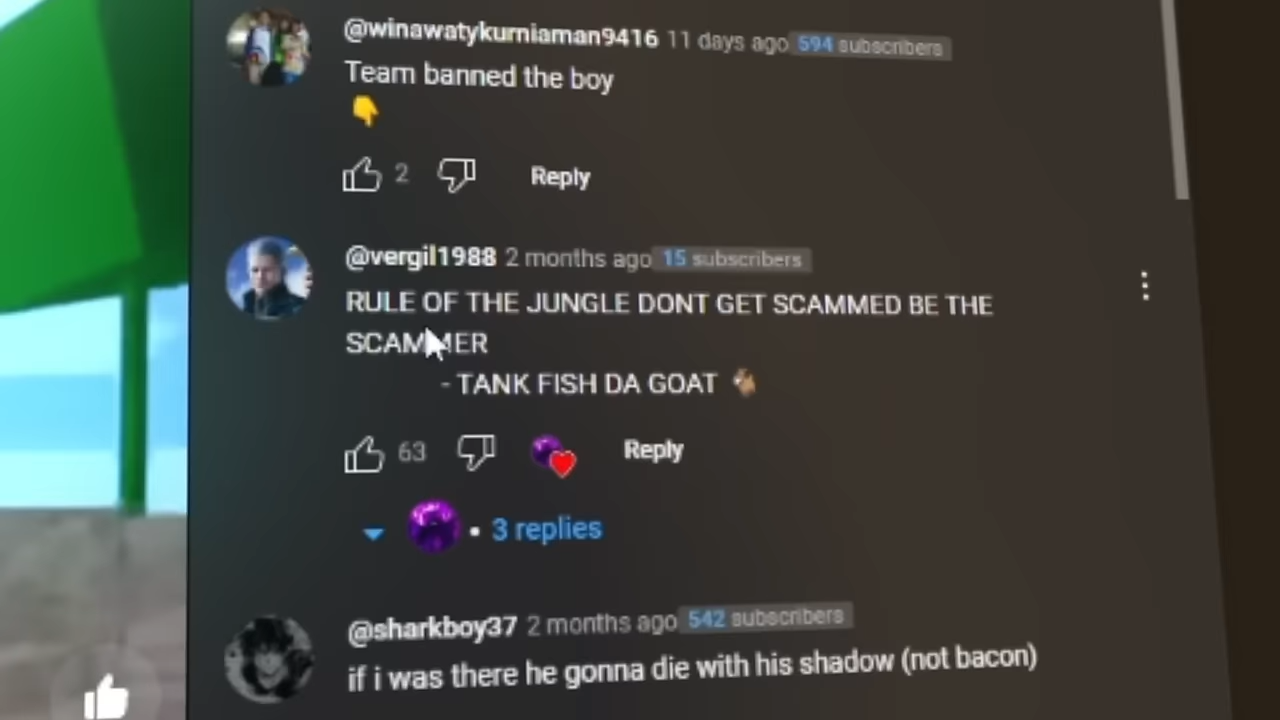 @winawatykurniaman9416 11 days ago 594 subscribers
Team banned the boy
👇
2 Reply
@vergil1988 2 months ago 15 subscribers
RULE OF THE JUNGLE DONT GET SCAMMED BE THE
SCAMMER
- TANK FISH DA GOAT 🐐
63 Reply
• 3 replies
@sharkboy37 2 months ago 542 subscribers
if i was there he gonna die with his shadow (not bacon)